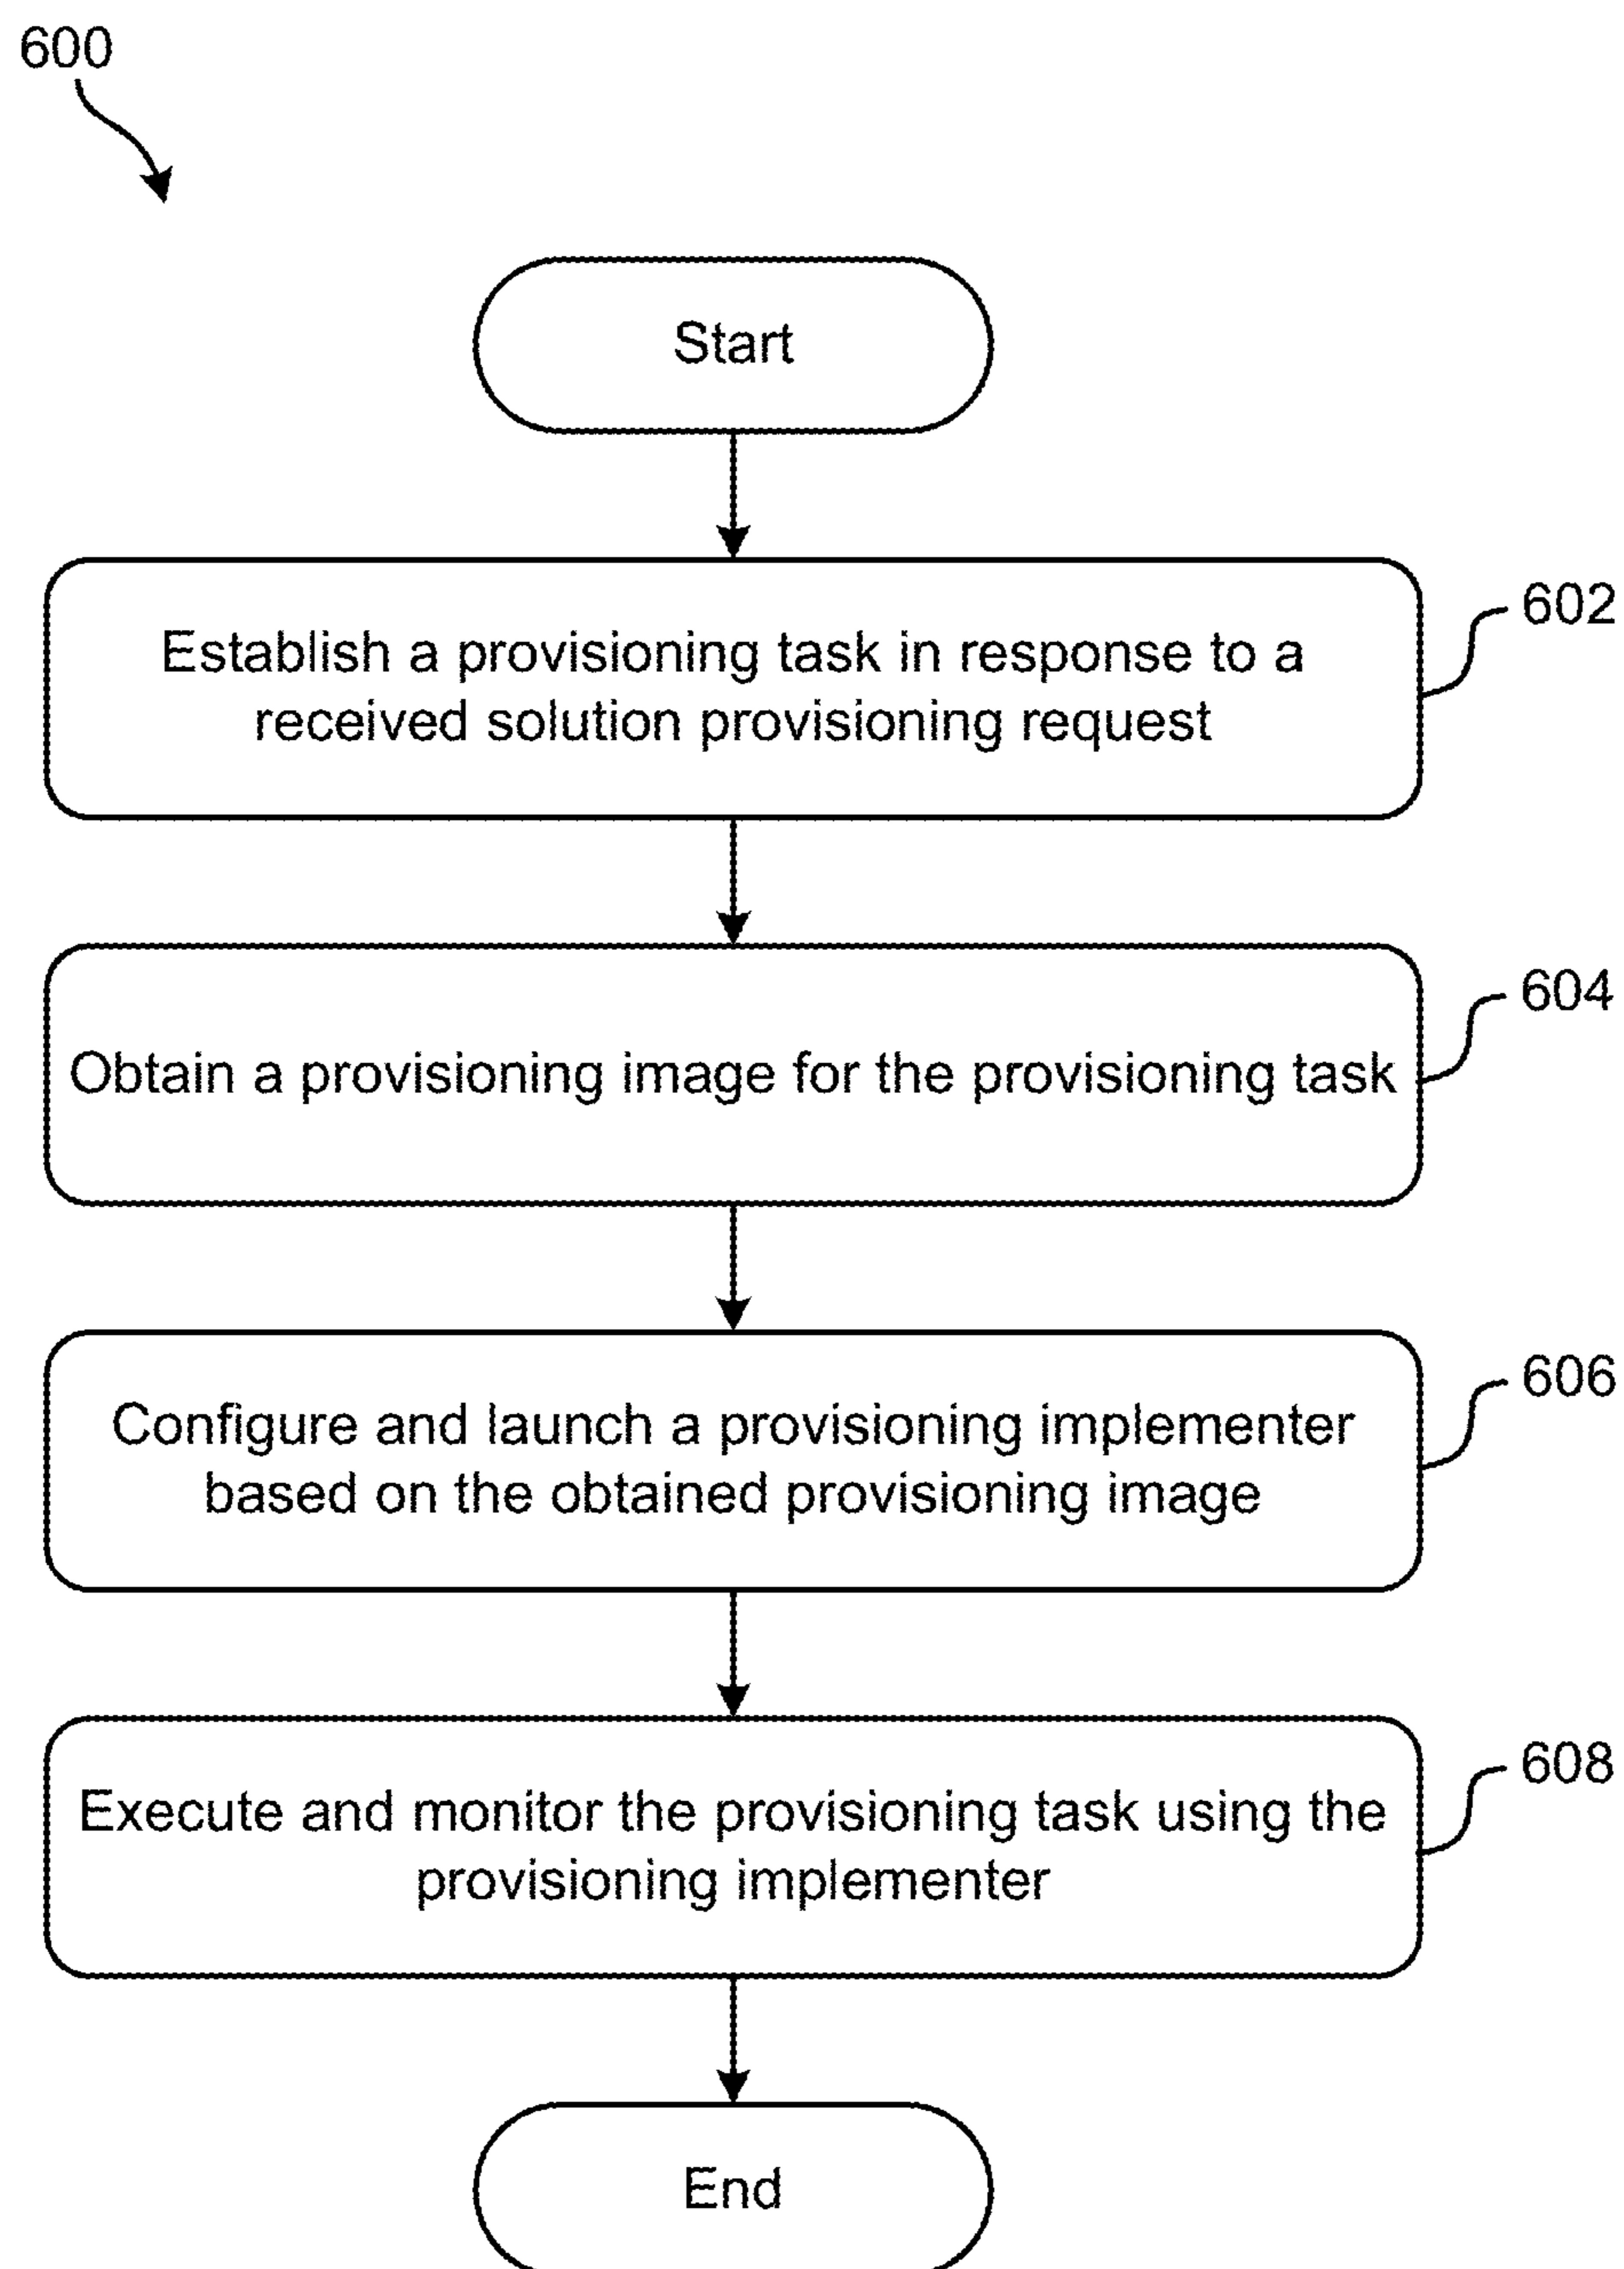 600
Start
Establish a provisioning task in response to a
received solution provisioning request
602
Obtain a provisioning image for the provisioning task
604
Configure and launch a provisioning implementer
based on the obtained provisioning image
606
Execute and monitor the provisioning task using the
provisioning implementer
608
End